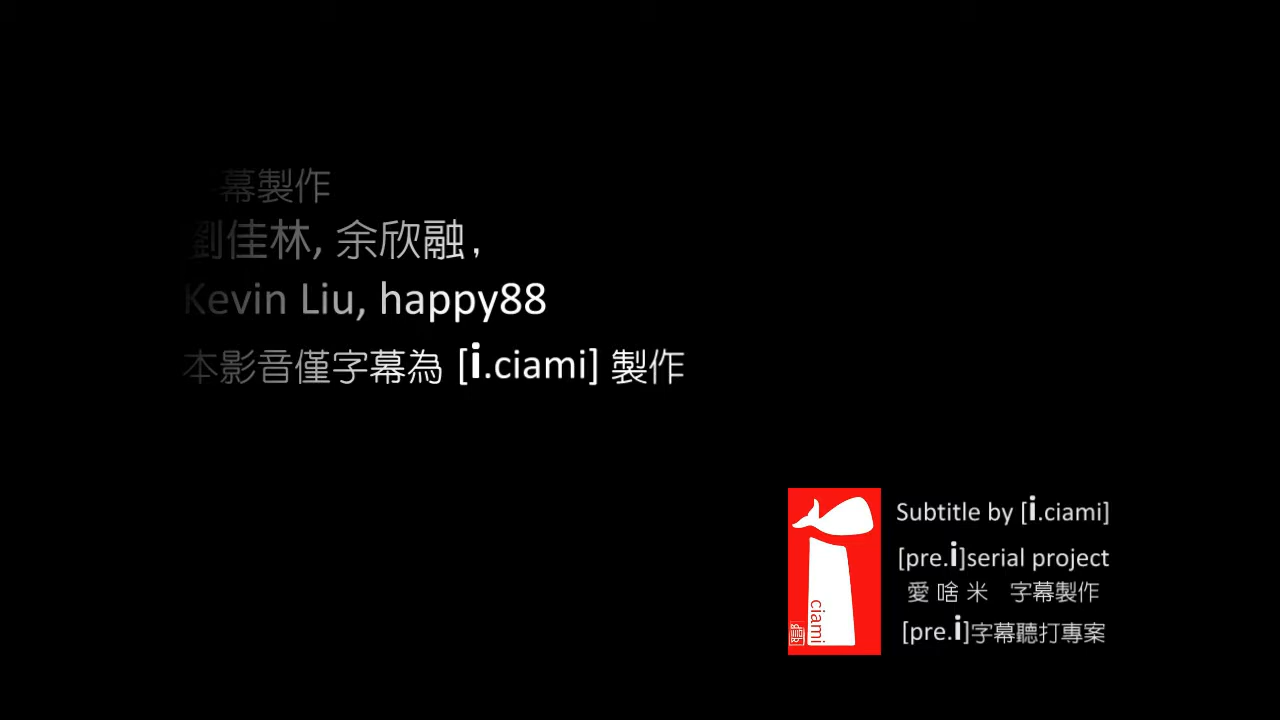 字幕製作
劉佳林, 余欣融,
Kevin Liu, happy88
本影音僅字幕為 [i.ciami] 製作
Subtitle by [i.ciami]
[pre.i]serial project
愛啥米 字幕製作
[pre.i]字幕聽打專案
ciami